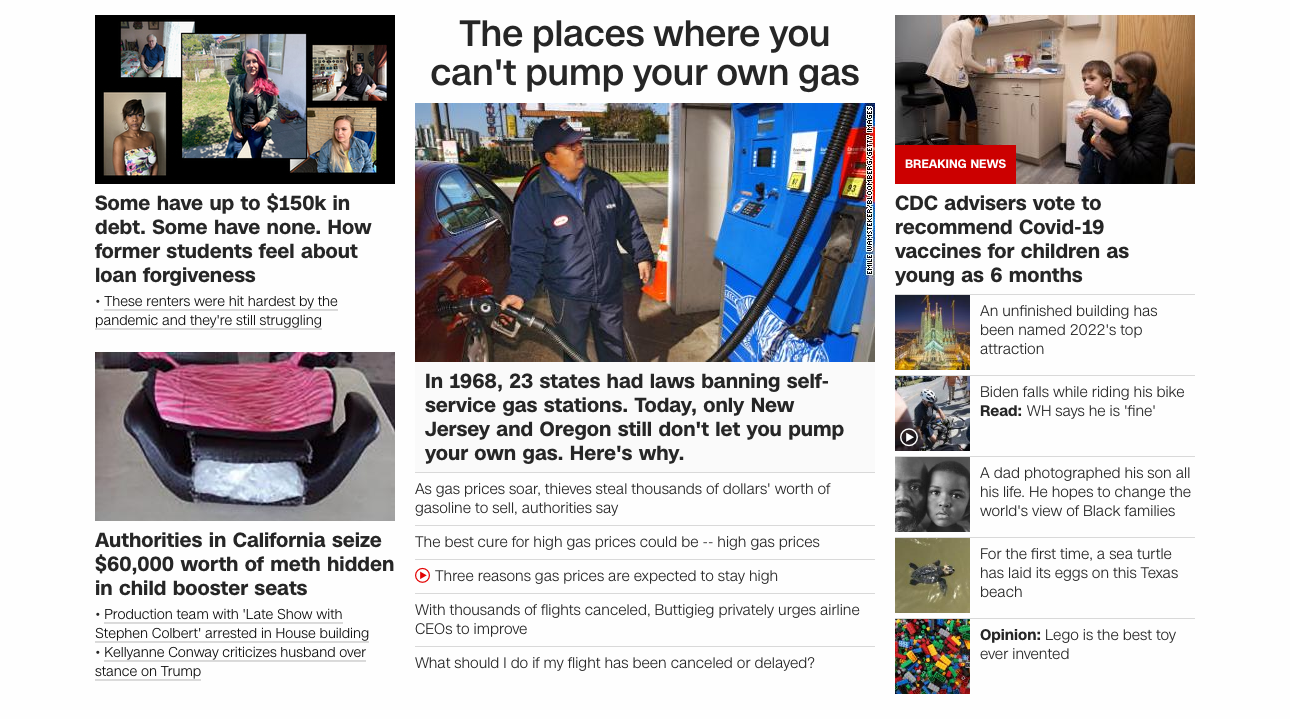 Some have up to $150k in
debt. Some have none. How
former students feel about
loan forgiveness
• These renters were hit hardest by the
pandemic and they're still struggling
Authorities in California seize
$60,000 worth of meth hidden
in child booster seats
• Production team with 'Late Show with
Stephen Colbert' arrested in House building
• Kellyanne Conway criticizes husband over
stance on Trump
The places where you
can't pump your own gas
EMILE WAMSTEKER/BLOOMBERG/GETTY IMAGES
93
In 1968, 23 states had laws banning self-
service gas stations. Today, only New
Jersey and Oregon still don't let you pump
your own gas. Here's why.
As gas prices soar, thieves steal thousands of dollars' worth of
gasoline to sell, authorities say
The best cure for high gas prices could be -- high gas prices
Three reasons gas prices are expected to stay high
With thousands of flights canceled, Buttigieg privately urges airline
CEOs to improve
What should I do if my flight has been canceled or delayed?
BREAKING NEWS
CDC advisers vote to
recommend Covid-19
vaccines for children as
young as 6 months
An unfinished building has
been named 2022's top
attraction
Biden falls while riding his bike
Read: WH says he is 'fine'
A dad photographed his son all
his life. He hopes to change the
world's view of Black families
For the first time, a sea turtle
has laid its eggs on this Texas
beach
Opinion: Lego is the best toy
ever invented